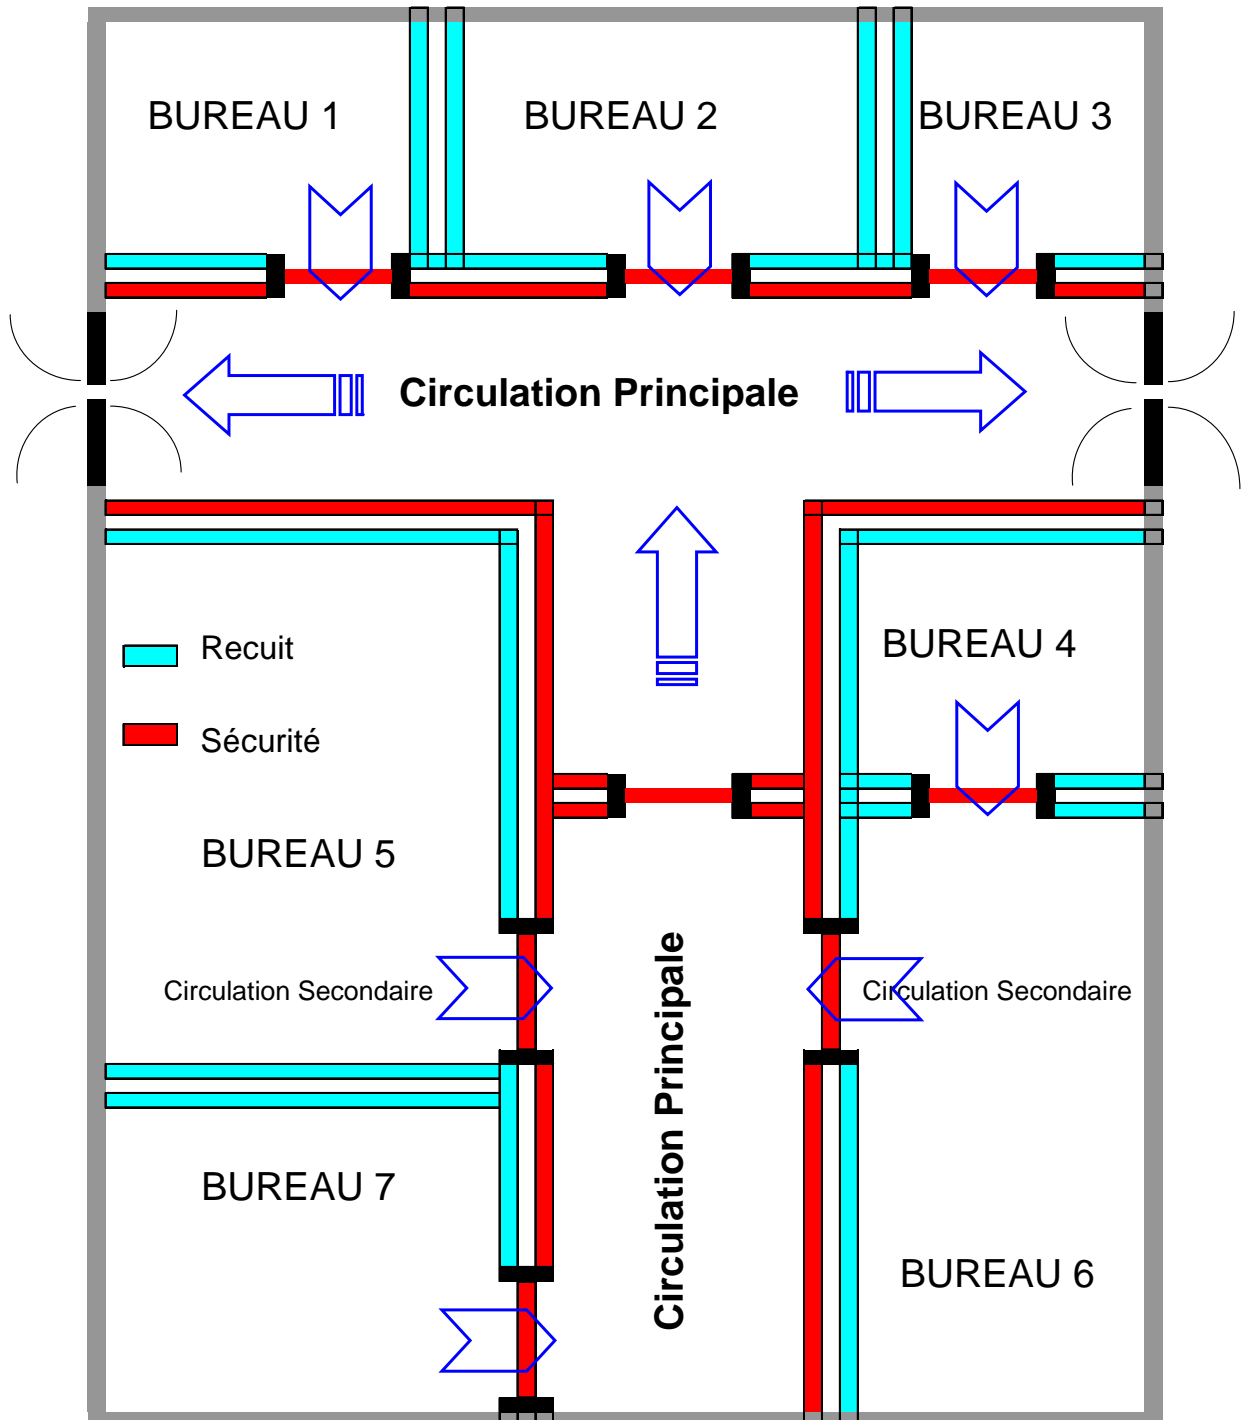 BUREAU 1
BUREAU 2
BUREAU 3
Circulation Principale
Recuit
Sécurité
BUREAU 4
BUREAU 5
Circulation Secondaire
Circulation Principale
Circulation Secondaire
BUREAU 7
BUREAU 6